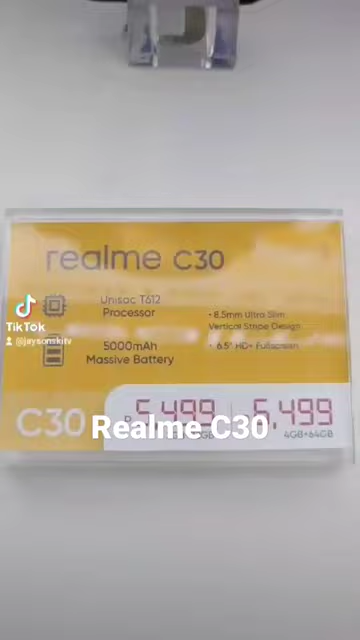 realme C30
Unisoc T612
Processor
• 8.5mm Ultra Slim
Vertical Stripe Design
5000mAh
Massive Battery
• 6.5" HD+ Fullscreen
TikTok
@jaysonskitv
C30
5,499
6,499
4GB+64GB
Realme C30